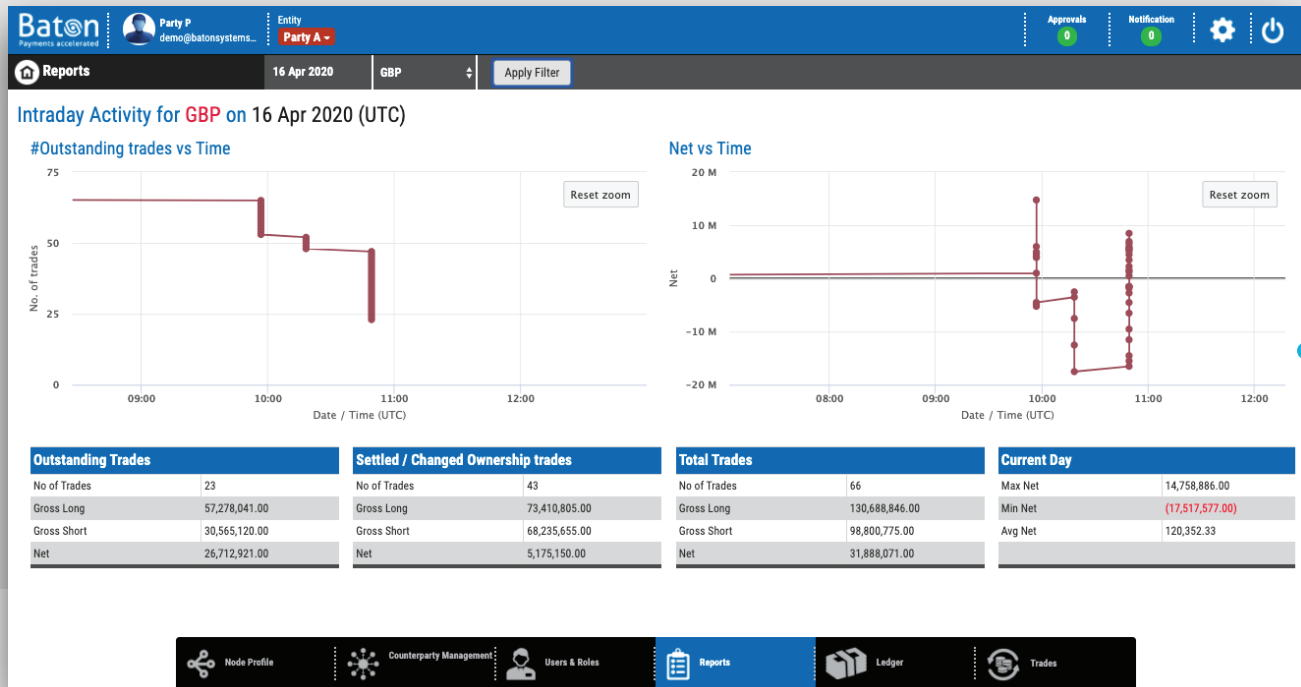 Baton
Payments accelerated
Party P
demo@batonsystems...
Entity
Party A
Approvals
0
Notification
0
Reports
16 Apr 2020
GBP
Apply Filter
Intraday Activity for GBP on 16 Apr 2020 (UTC)
#Outstanding trades vs Time
Reset zoom
75
50
25
0
No. of trades
09:00 10:00 11:00 12:00
Date / Time (UTC)
Net vs Time
Reset zoom
20 M
10 M
0
-10 M
-20 M
Net
08:00 09:00 10:00 11:00 12:00
Date / Time (UTC)
Outstanding Trades
No of Trades 23
Gross Long 57,278,041.00
Gross Short 30,565,120.00
Net 26,712,921.00
Settled / Changed Ownership trades
No of Trades 43
Gross Long 73,410,805.00
Gross Short 68,235,655.00
Net 5,175,150.00
Total Trades
No of Trades 66
Gross Long 130,688,846.00
Gross Short 98,800,775.00
Net 31,888,071.00
Current Day
Max Net 14,758,886.00
Min Net (17,517,577.00)
Avg Net 120,352.33
Node Profile
Counterparty Management
Users & Roles
Reports
Ledger
Trades